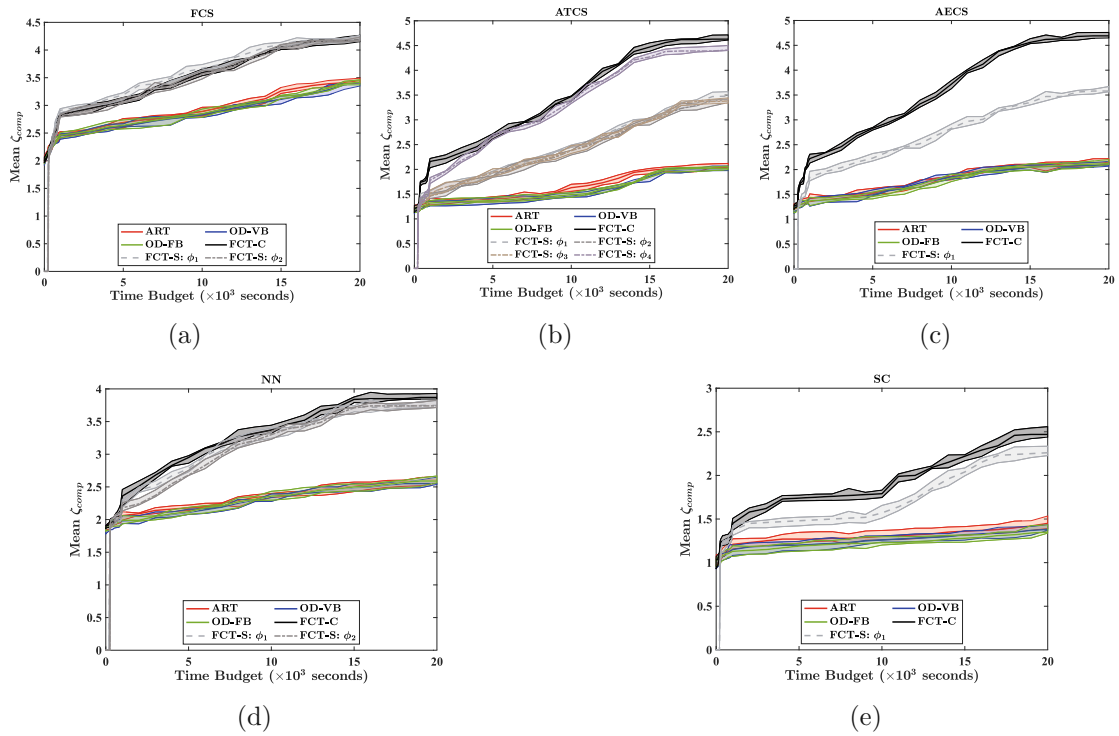 FCS
4.5
4
3.5
3
2.5
2
1.5
1
0.5
0
0 5 10 15 20
Mean ζcomp
Time Budget (×10³ seconds)
ART OD-VB
OD-FB FCT-C
FCT-S: ϕ₁ FCT-S: ϕ₂
(a)
ATCS
5
4.5
4
3.5
3
2.5
2
1.5
1
0.5
0
0 5 10 15 20
Mean ζcomp
Time Budget (×10³ seconds)
ART OD-VB
OD-FB FCT-C
FCT-S: ϕ₁ FCT-S: ϕ₂
FCT-S: ϕ₃ FCT-S: ϕ₄
(b)
AECS
5
4.5
4
3.5
3
2.5
2
1.5
1
0.5
0
0 5 10 15 20
Mean ζcomp
Time Budget (×10³ seconds)
ART OD-VB
OD-FB FCT-C
FCT-S: ϕ₁
(c)
NN
4
3.5
3
2.5
2
1.5
1
0.5
0
0 5 10 15 20
Mean ζcomp
Time Budget (×10³ seconds)
ART OD-VB
OD-FB FCT-C
FCT-S: ϕ₁ FCT-S: ϕ₂
(d)
SC
3
2.5
2
1.5
1
0.5
0
0 5 10 15 20
Mean ζcomp
Time Budget (×10³ seconds)
ART OD-VB
OD-FB FCT-C
FCT-S: ϕ₁
(e)